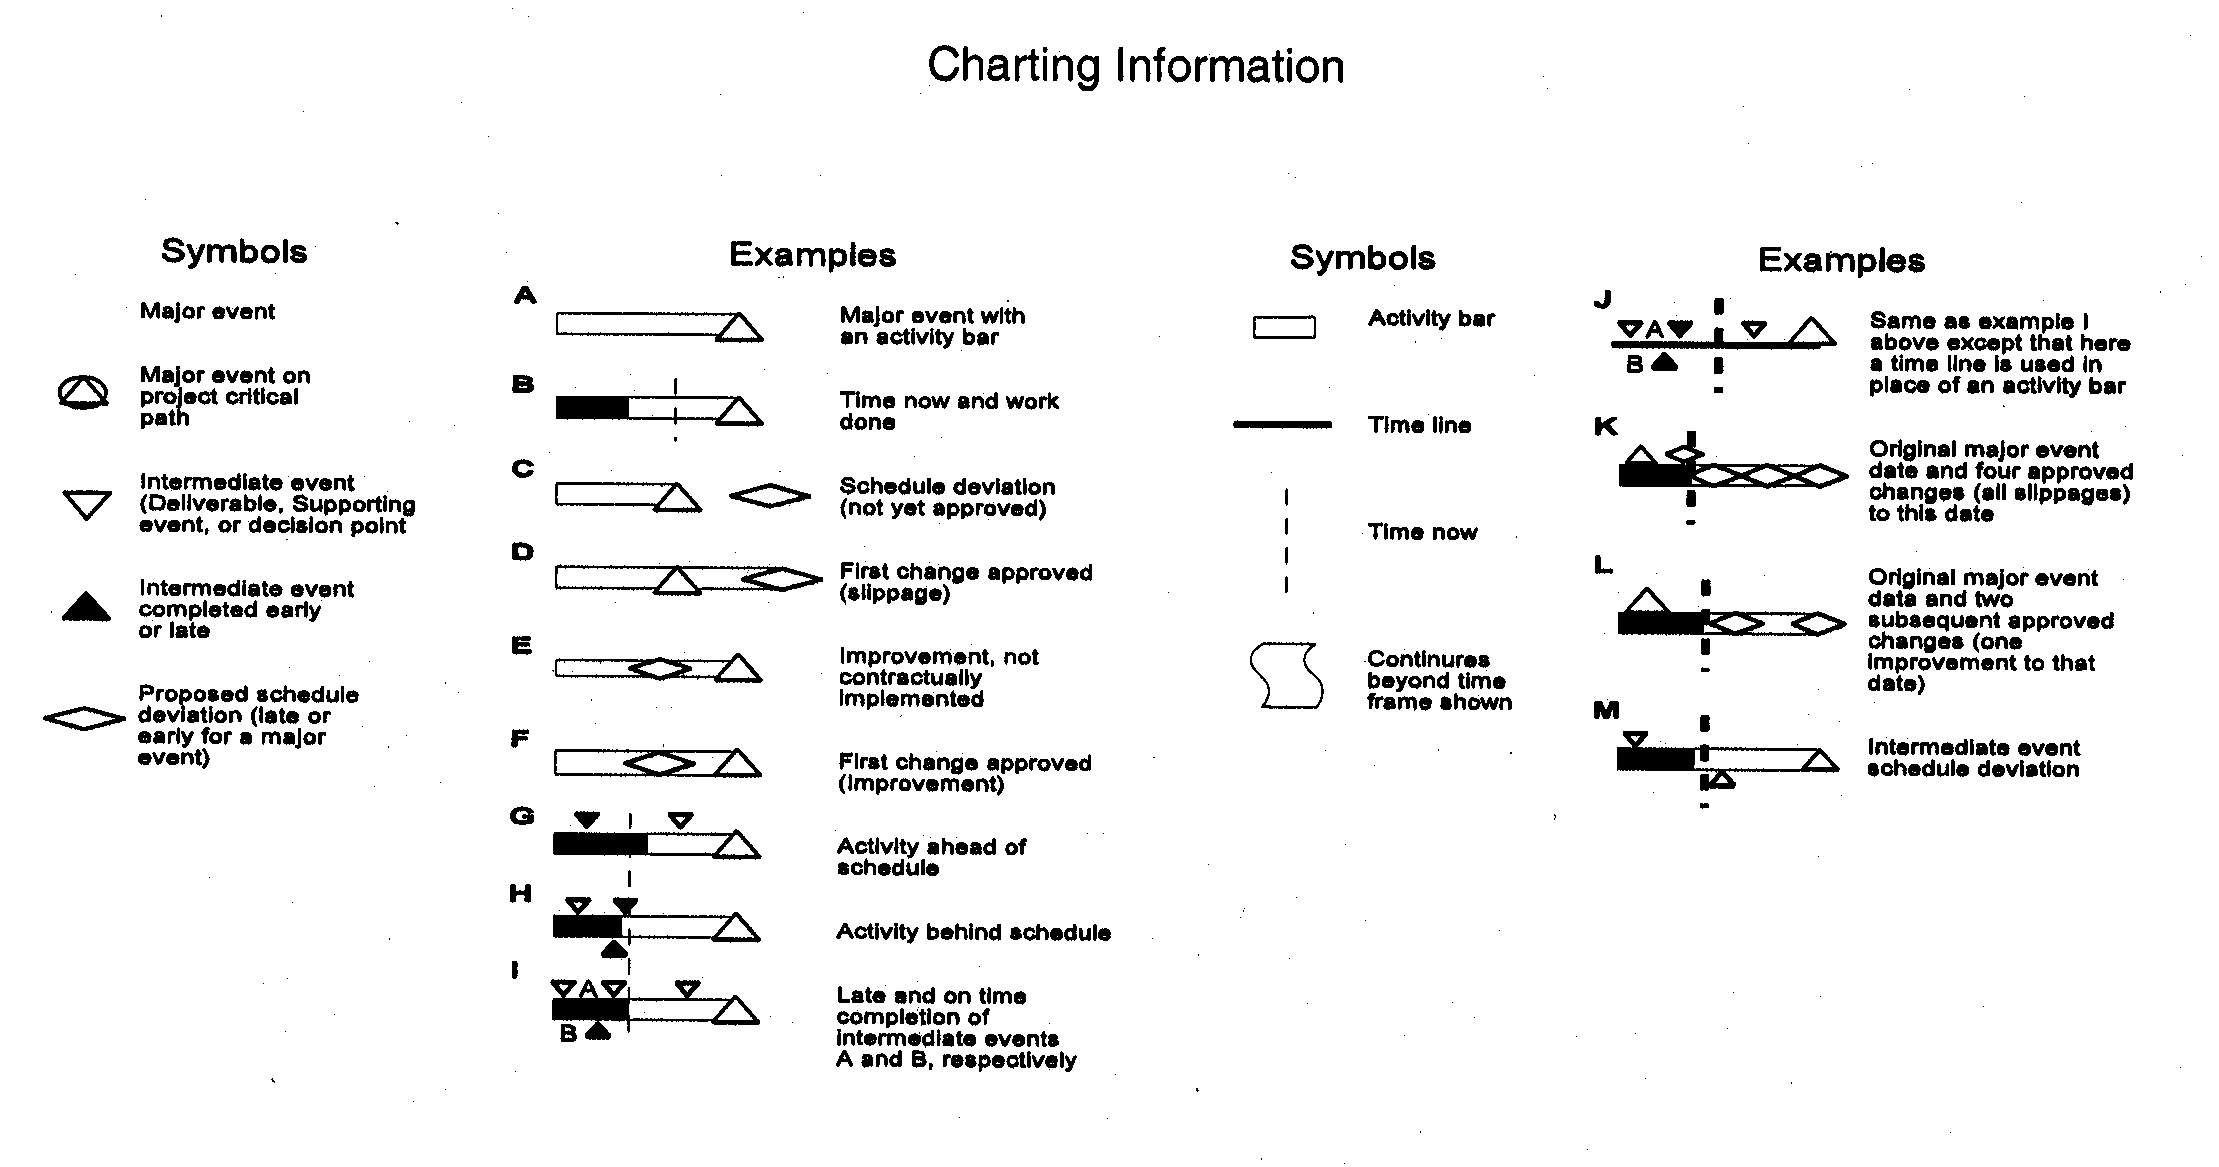 Charting Information
Symbols
Major event
Major event on
project critical
path
Intermediate event
(Deliverable, Supporting
event, or decision point
Intermediate event
completed early
or late
Proposed schedule
deviation (late or
early for a major
event)
Examples
A
Major event with
an activity bar
B
Time now and work
done
C
Schedule deviation
(not yet approved)
D
First change approved
(slippage)
E
Improvement, not
contractually
implemented
F
First change approved
(improvement)
G
Activity ahead of
schedule
H
Activity behind schedule
I
A
B
Late and on time
completion of
intermediate events
A and B, respectively
Symbols
Activity bar
Time line
Time now
Continures
beyond time
frame shown
Examples
J
A
B
Same as example I
above except that here
a time line is used in
place of an activity bar
K
Original major event
date and four approved
changes (all slippages)
to this date
L
Original major event
data and two
subsequent approved
changes (one
improvement to that
date)
M
Intermediate event
schedule deviation